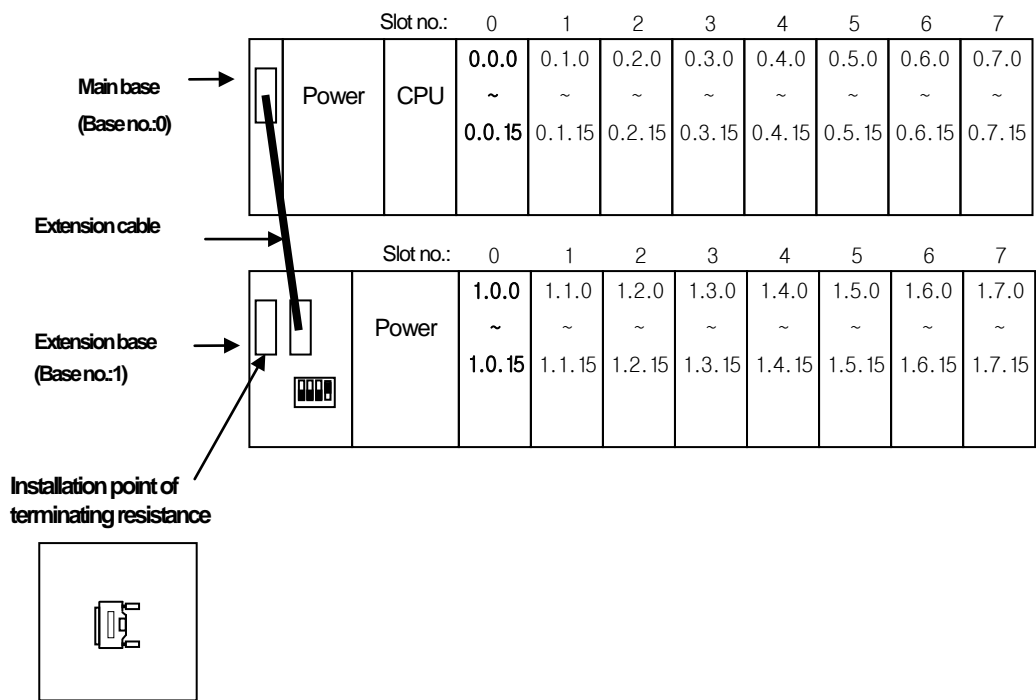 Slot no.: 0 1 2 3 4 5 6 7
0.0.0 0.1.0 0.2.0 0.3.0 0.4.0 0.5.0 0.6.0 0.7.0
Main base
(Base no.:0)
Power CPU ~ ~ ~ ~ ~ ~ ~ ~
0.0.15 0.1.15 0.2.15 0.3.15 0.4.15 0.5.15 0.6.15 0.7.15
Extension cable
Slot no.: 0 1 2 3 4 5 6 7
1.0.0 1.1.0 1.2.0 1.3.0 1.4.0 1.5.0 1.6.0 1.7.0
Power ~ ~ ~ ~ ~ ~ ~ ~
Extension base
(Base no.:1)
1.0.15 1.1.15 1.2.15 1.3.15 1.4.15 1.5.15 1.6.15 1.7.15
Installation point of
terminating resistance